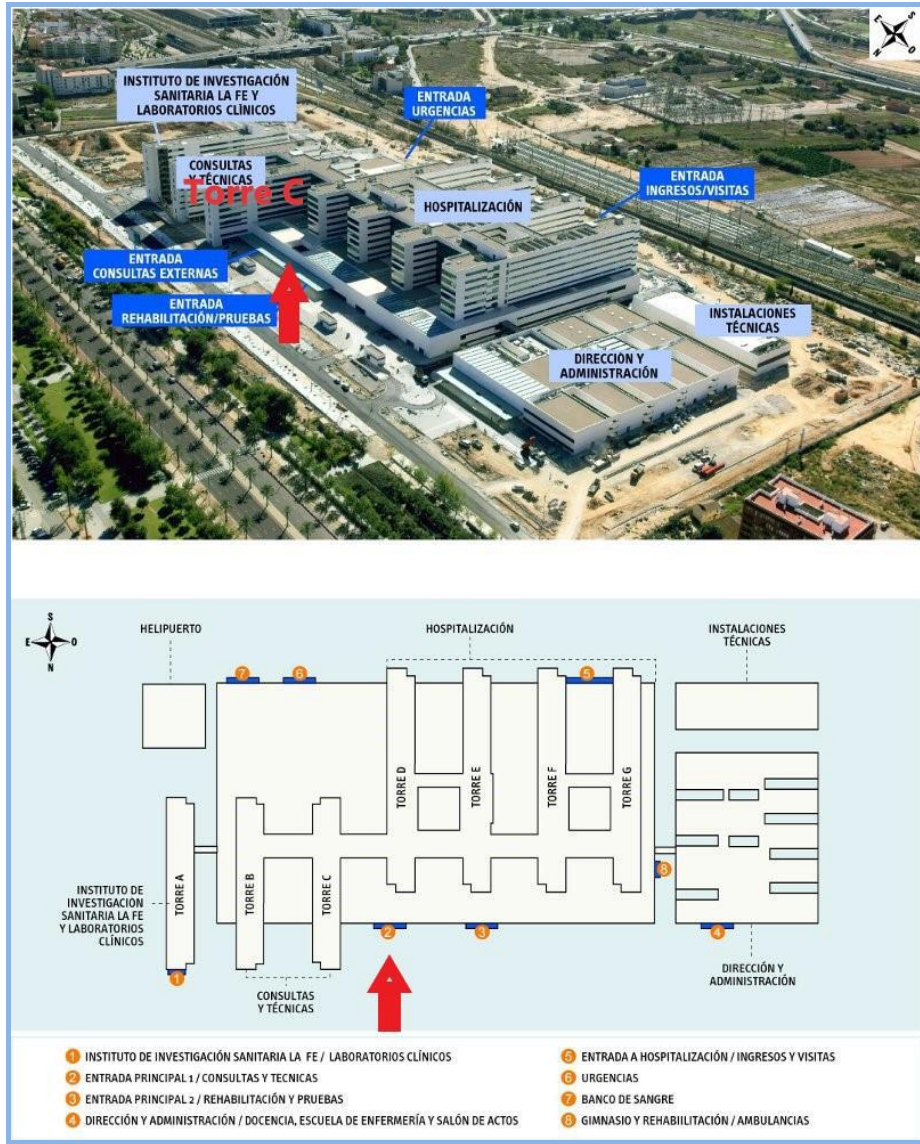 S
E
O
N
INSTITUTO DE INVESTIGACIÓN
SANITARIA LA FE Y
LABORATORIOS CLÌNICOS
ENTRADA
URGENCIAS
CONSULTAS
Y TÉCNICAS
Torre C
ENTRADA
INGRESOS/VISITAS
HOSPITALIZACIÓN
ENTRADA
CONSULTAS EXTERNAS
ENTRADA
REHABILITACIÓN/PRUEBAS
INSTALACIONES
TÉCNICAS
DIRECCIÓN Y
ADMINISTRACIÓN
S
E
O
N
HELIPUERTO
HOSPITALIZACIÓN
INSTALACIONES
TÉCNICAS
7
6
5
TORRE D
TORRE E
TORRE F
TORRE G
TORRE A
TORRE B
TORRE C
8
INSTITUTO DE
INVESTIGACIÓN
SANITARIA LA FE
Y LABORATORIOS
CLÍNICOS
1
2
3
4
CONSULTAS
Y TÉCNICAS
DIRECCIÓN Y
ADMINISTRACIÓN
1 INSTITUTO DE INVESTIGACIÓN SANITARIA LA FE / LABORATORIOS CLÍNICOS
2 ENTRADA PRINCIPAL 1 / CONSULTAS Y TECNICAS
3 ENTRADA PRINCIPAL 2 / REHABILITACIÓN Y PRUEBAS
4 DIRECCIÓN Y ADMINISTRACIÓN / DOCENCIA, ESCUELA DE ENFERMERÍA Y SALÓN DE ACTOS
5 ENTRADA A HOSPITALIZACIÓN / INGRESOS Y VISITAS
6 URGENCIAS
7 BANCO DE SANGRE
8 GIMNASIO Y REHABIILITACIÓN / AMBULANCIAS